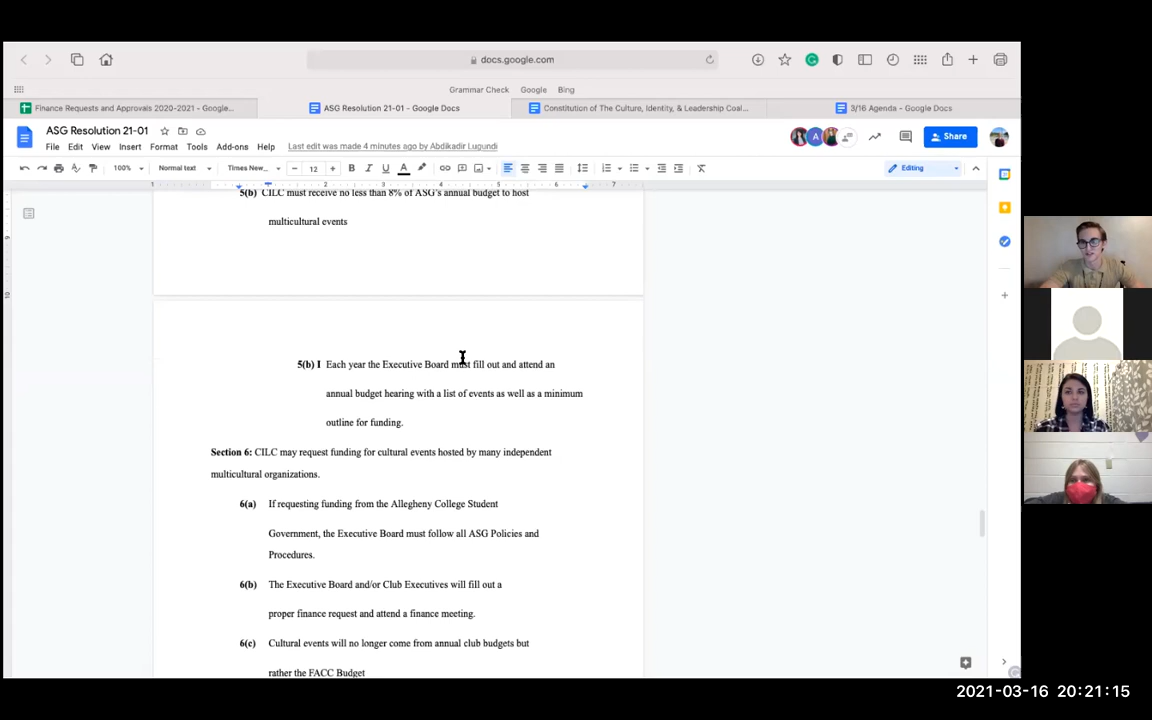 docs.google.com
Grammar Check Google Bing
Finance Requests and Approvals 2020-2021 - Google...
ASG Resolution 21-01 - Google Docs
Constitution of The Culture, Identity, & Leadership Coal...
3/16 Agenda - Google Docs
ASG Resolution 21-01
File Edit View Insert Format Tools Add-ons Help
Last edit was made 4 minutes ago by Abdikadir Lugundi
Share
100% Normal text Times New... 12 Editing
1 1 2 3 4 5 6 7
5(b) CILC must receive no less than 8% of ASG's annual budget to host
multicultural events
5(b) I Each year the Executive Board must fill out and attend an
annual budget hearing with a list of events as well as a minimum
outline for funding.
Section 6: CILC may request funding for cultural events hosted by many independent
multicultural organizations.
6(a) If requesting funding from the Allegheny College Student
Government, the Executive Board must follow all ASG Policies and
Procedures.
6(b) The Executive Board and/or Club Executives will fill out a
proper finance request and attend a finance meeting.
6(c) Cultural events will no longer come from annual club budgets but
rather the FACC Budget
2021-03-16 20:21:15